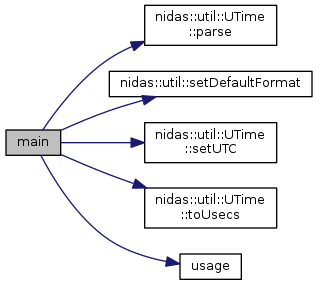 nidas::util::UTime
::parse
nidas::util::setDefaultFormat
main
nidas::util::UTime
::setUTC
nidas::util::UTime
::toUsecs
usage